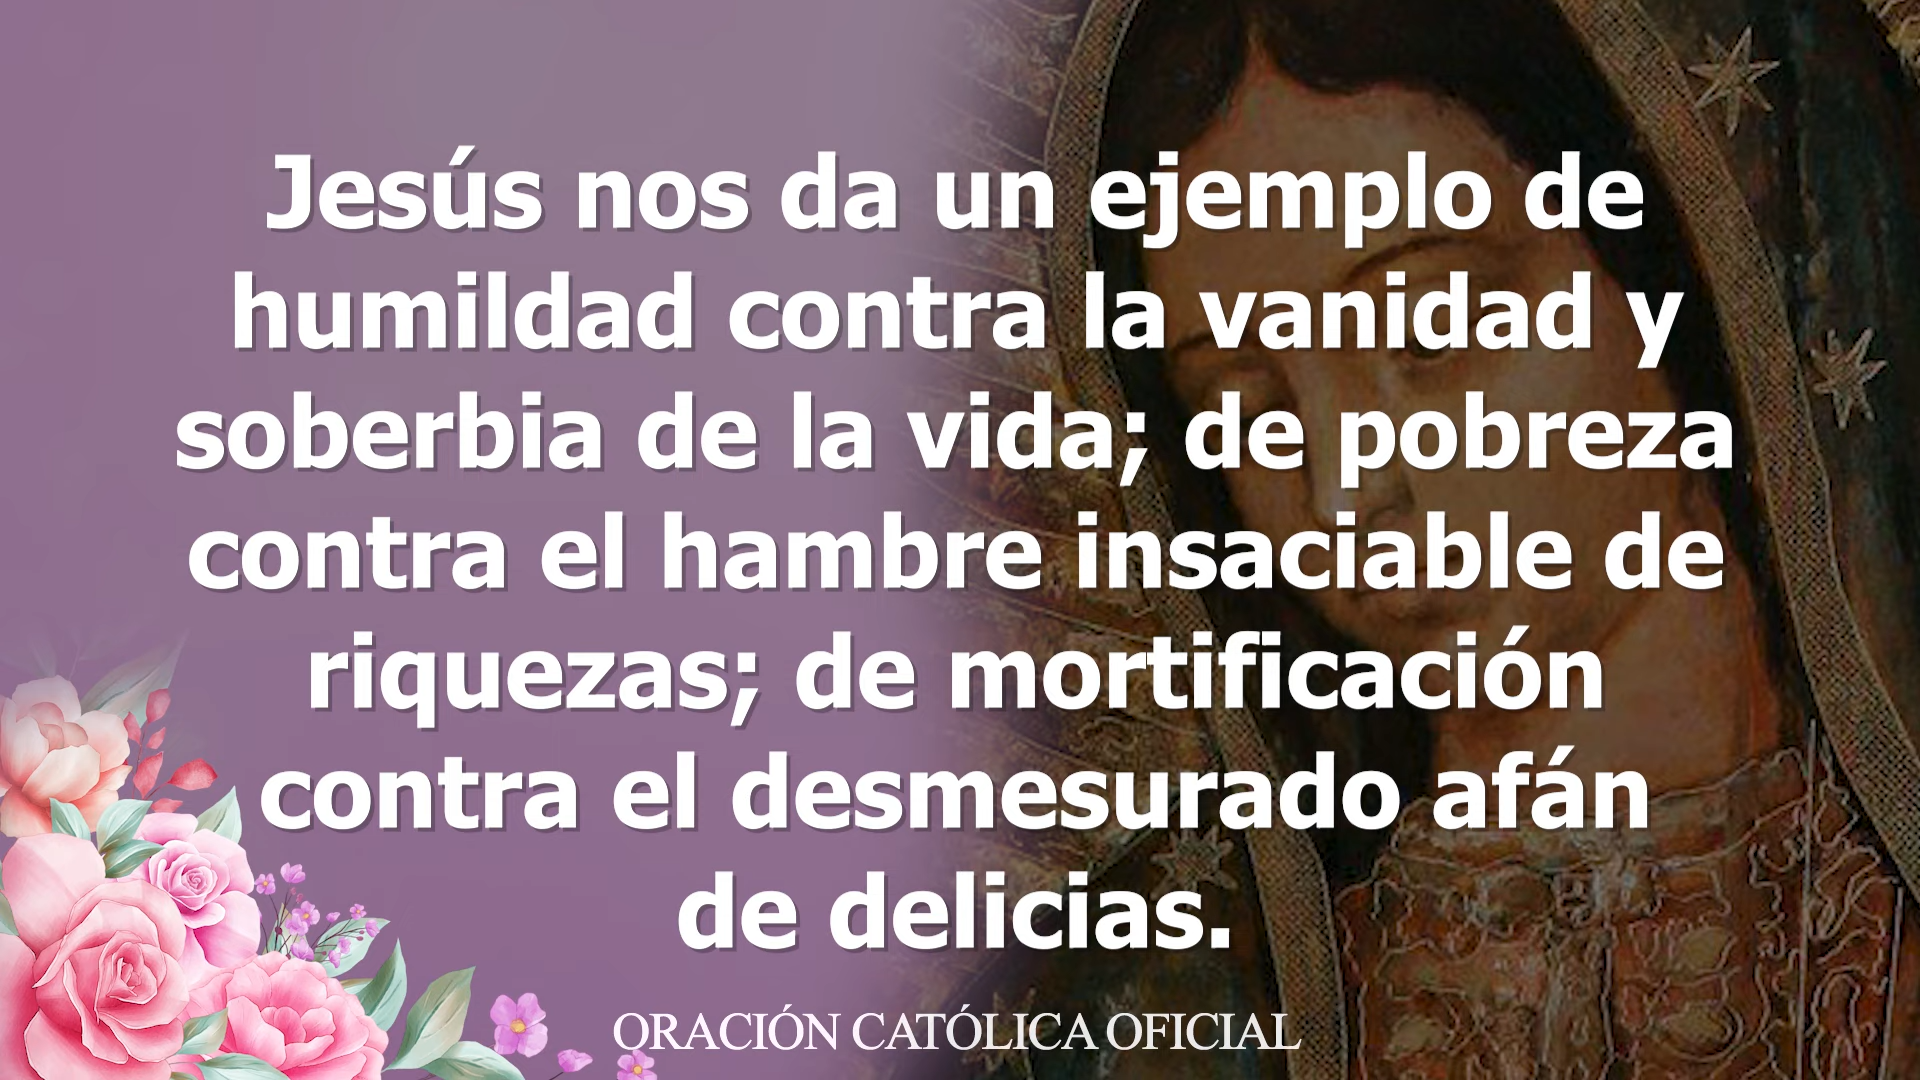 Jesús nos da un ejemplo de
humildad contra la vanidad y
soberbia de la vida; de pobreza
contra el hambre insaciable de
riquezas; de mortificación
contra el desmesurado afán
de delicias.
ORACIÓN CATÓLICA OFICIAL